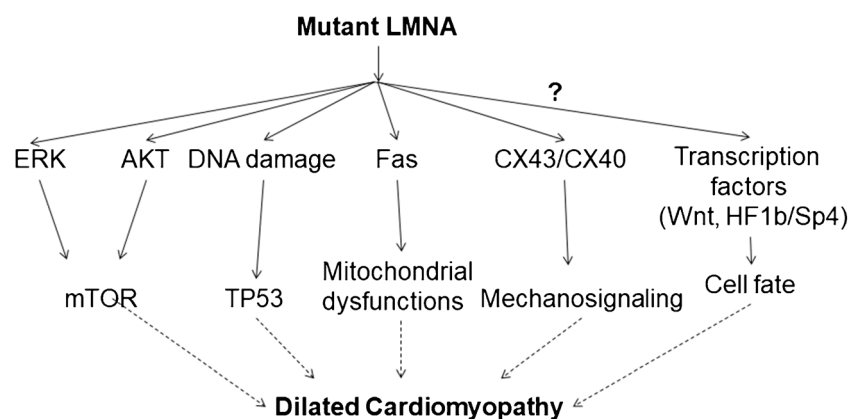 Mutant LMNA
?
ERK AKT DNA damage Fas CX43/CX40 Transcription
factors
(Wnt, HF1b/Sp4)
mTOR TP53 Mitochondrial
dysfunctions Mechanosignaling Cell fate
Dilated Cardiomyopathy